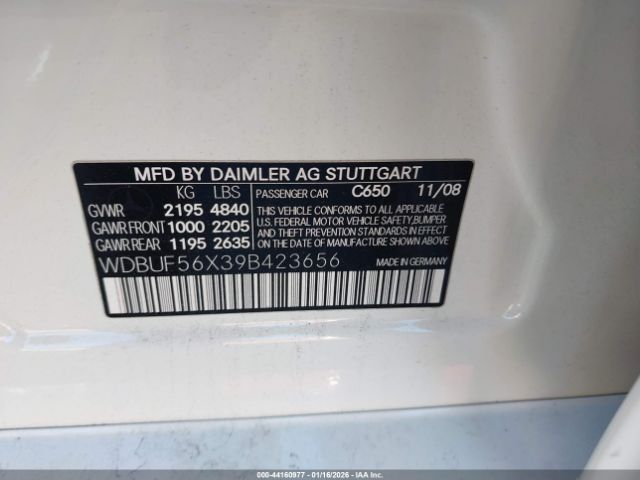 MFD BY DAIMLER AG STUTTGART
KG LBS PASSENGER CAR C650 11/08
GVWR 2195 4840 THIS VEHICLE CONFORMS TO ALL APPLICABLE
GAWR FRONT 1000 2205 U.S. FEDERAL MOTOR VEHICLE SAFETY, BUMPER,
GAWR REAR 1195 2635 AND THEFT PREVENTION STANDARDS IN EFFECT
ON THE DATE OF MANUFACTURE SHOWN ABOVE.
WDBUF56X39B423656 MADE IN GERMANY
000-44160977 - 01/16/2026 - IAA Inc.